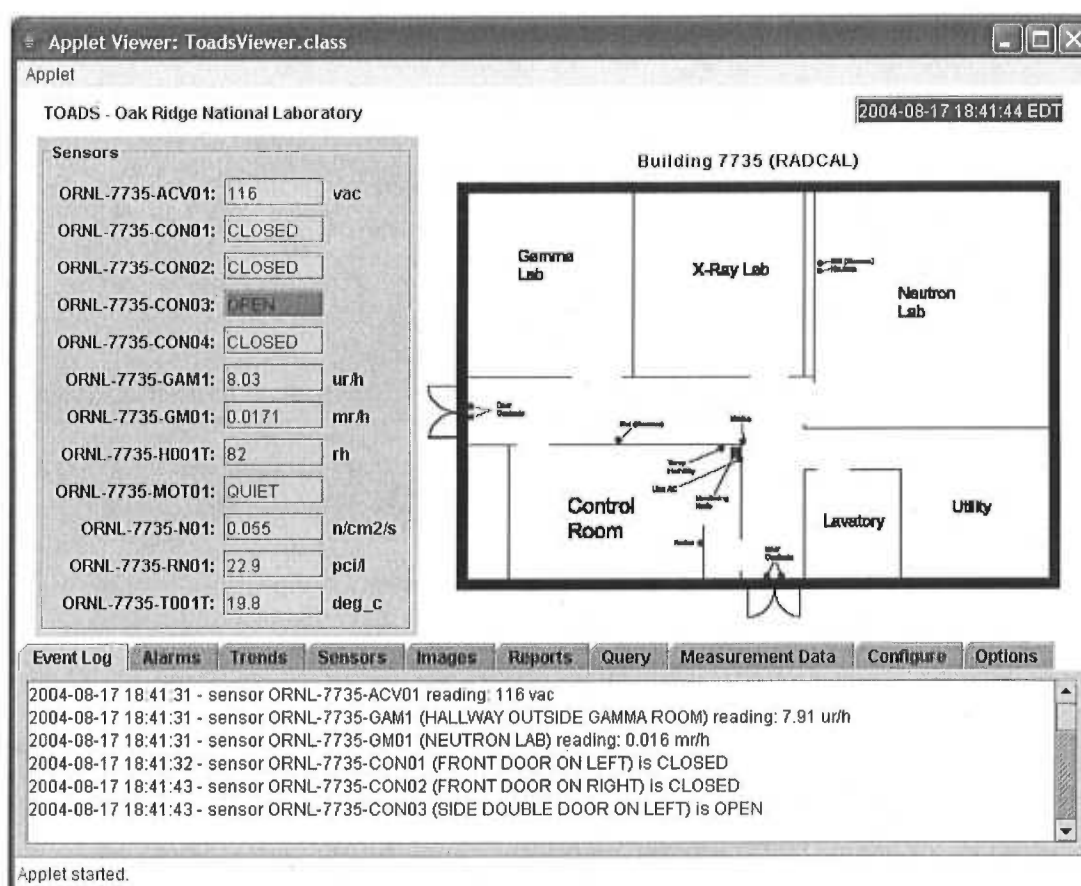 Applet Viewer: ToadsViewer.class
Applet
TOADS - Oak Ridge National Laboratory
2004-08-17 18:41:44 EDT
Sensors
ORNL-7735-ACV01: 116 vac
ORNL-7735-CON01: CLOSED
ORNL-7735-CON02: CLOSED
ORNL-7735-CON03: OPEN
ORNL-7735-CON04: CLOSED
ORNL-7735-GAM1: 8.03 ur/h
ORNL-7735-GM01: 0.0171 mr/h
ORNL-7735-H001T: 82 rh
ORNL-7735-MOT01: QUIET
ORNL-7735-N01: 0.055 n/cm2/s
ORNL-7735-RN01: 22.9 pci/l
ORNL-7735-T001T: 19.8 deg_c
Building 7735 (RADCAL)
Gamma
Lab
X-Ray Lab
Neutron
Lab
Door
Motion
Temp
Line AC
Monitoring
Node
Control
Room
Radon
Door
Lavatory
Utility
Event Log Alarms Trends Sensors Images Reports Query Measurement Data Configure Options
2004-08-17 18:41:31 - sensor ORNL-7735-ACV01 reading: 116 vac
2004-08-17 18:41:31 - sensor ORNL-7735-GAM1 (HALLWAY OUTSIDE GAMMA ROOM) reading: 7.91 ur/h
2004-08-17 18:41:31 - sensor ORNL-7735-GM01 (NEUTRON LAB) reading: 0.016 mr/h
2004-08-17 18:41:32 - sensor ORNL-7735-CON01 (FRONT DOOR ON LEFT) is CLOSED
2004-08-17 18:41:43 - sensor ORNL-7735-CON02 (FRONT DOOR ON RIGHT) is CLOSED
2004-08-17 18:41:43 - sensor ORNL-7735-CON03 (SIDE DOUBLE DOOR ON LEFT) is OPEN
Applet started.